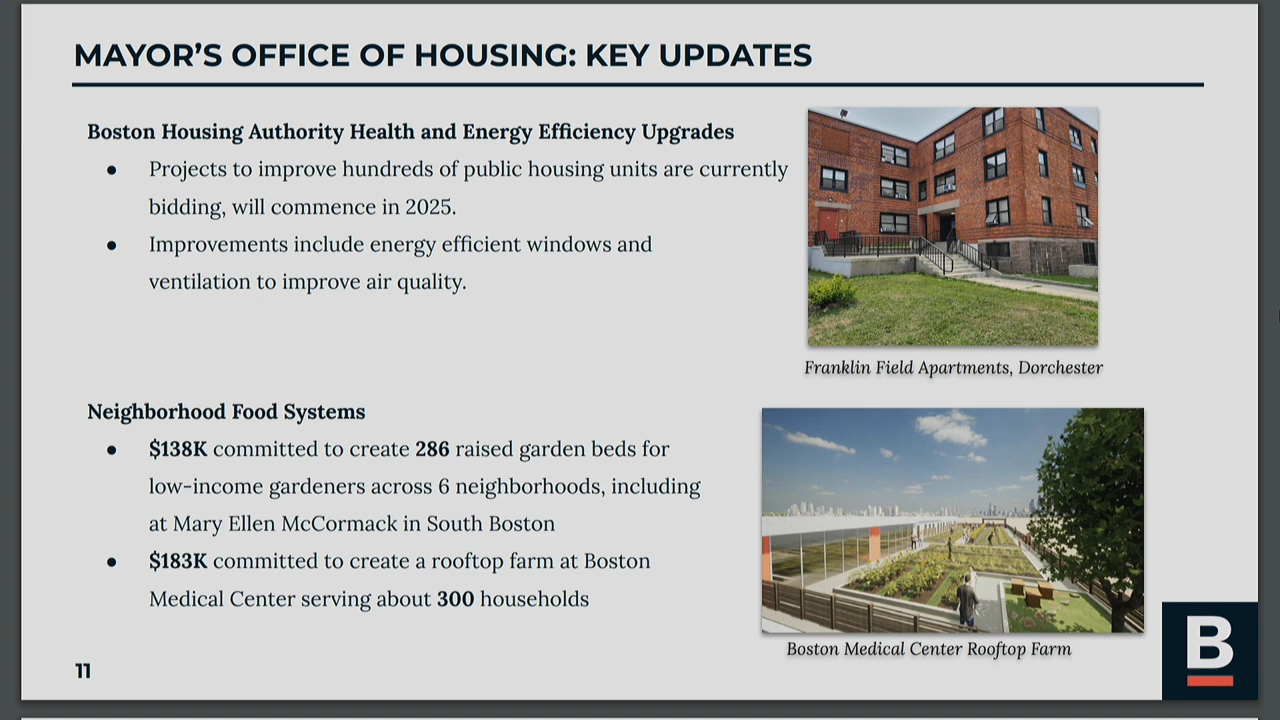 MAYOR’S OFFICE OF HOUSING: KEY UPDATES
Boston Housing Authority Health and Energy Efficiency Upgrades
● Projects to improve hundreds of public housing units are currently
bidding, will commence in 2025.
● Improvements include energy efficient windows and
ventilation to improve air quality.
Franklin Field Apartments, Dorchester
Neighborhood Food Systems
● $138K committed to create 286 raised garden beds for
low-income gardeners across 6 neighborhoods, including
at Mary Ellen McCormack in South Boston
● $183K committed to create a rooftop farm at Boston
Medical Center serving about 300 households
Boston Medical Center Rooftop Farm
11
B